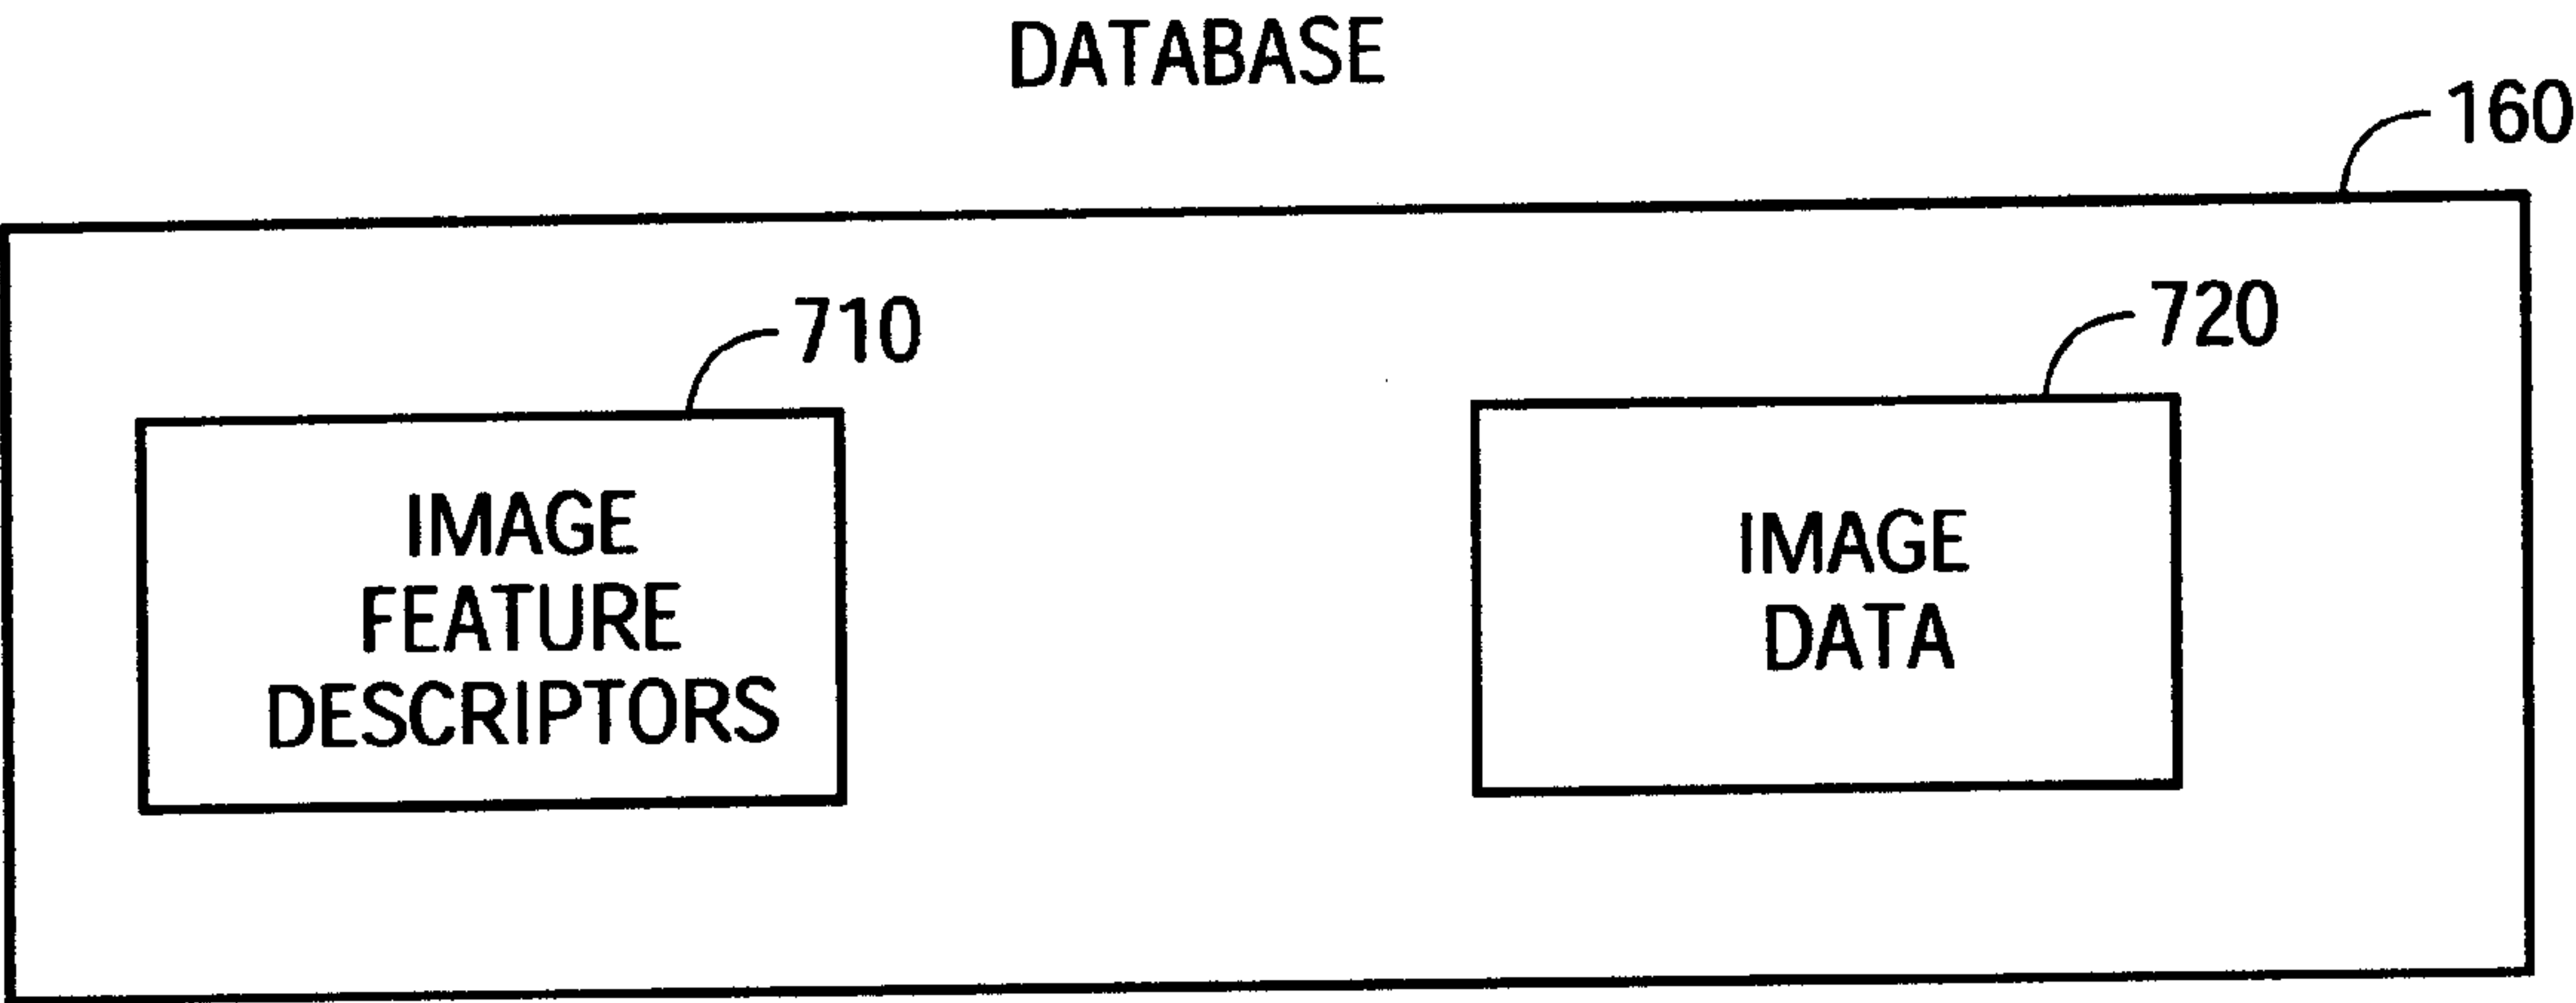 DATABASE
160
710
720
IMAGE
FEATURE
DESCRIPTORS
IMAGE
DATA